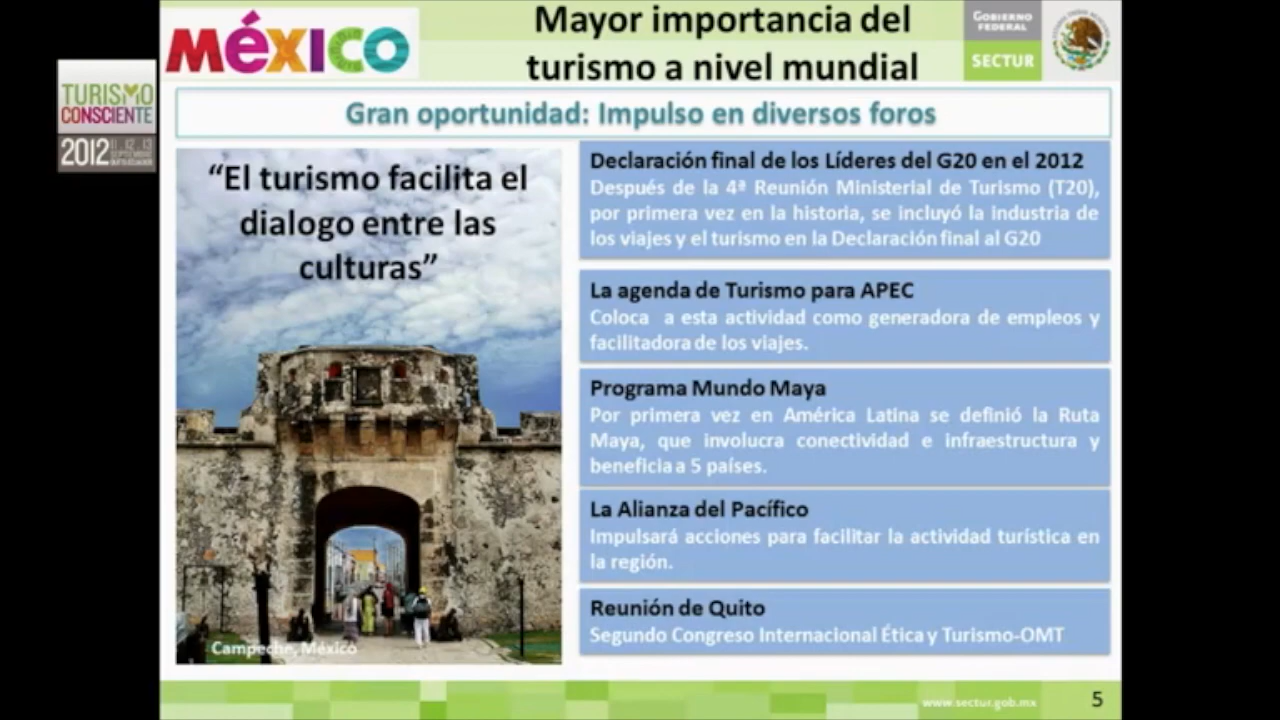 MéXICO
Mayor importancia del
turismo a nivel mundial
GOBIERNO
FEDERAL
SECTUR
TURISMO
CONSCIENTE
2012
Gran oportunidad: Impulso en diversos foros
“El turismo facilita el
dialogo entre las
culturas”
Campeche, México
Declaración final de los Líderes del G20 en el 2012
Después de la 4ª Reunión Ministerial de Turismo (T20),
por primera vez en la historia, se incluyó la industria de
los viajes y el turismo en la Declaración final al G20
La agenda de Turismo para APEC
Coloca a esta actividad como generadora de empleos y
facilitadora de los viajes.
Programa Mundo Maya
Por primera vez en América Latina se definió la Ruta
Maya, que involucra conectividad e infraestructura y
beneficia a 5 países.
La Alianza del Pacífico
Impulsará acciones para facilitar la actividad turística en
la región.
Reunión de Quito
Segundo Congreso Internacional Ética y Turismo-OMT
www.sectur.gob.mx
5